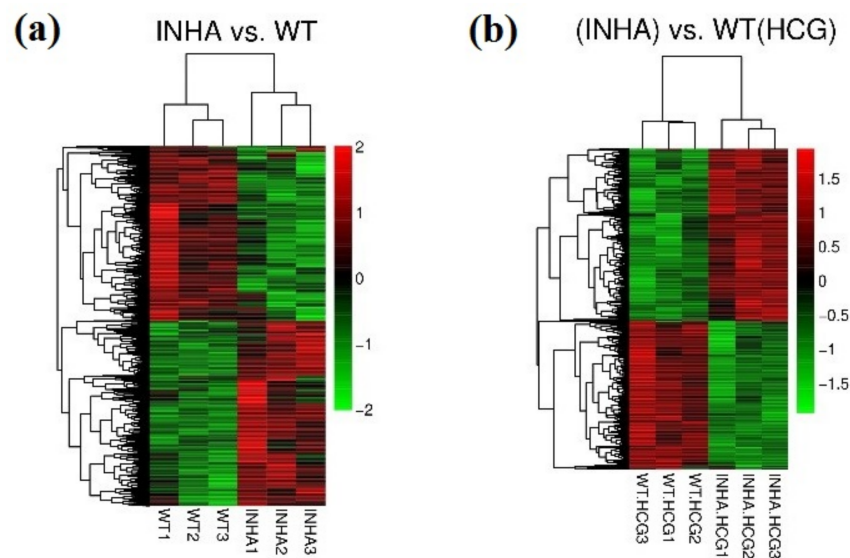 (a)
INHA vs. WT
2
1
0
−1
−2
WT1
WT2
WT3
INHA1
INHA2
INHA3
(b)
(INHA) vs. WT(HCG)
1.5
1
0.5
0
−0.5
−1
−1.5
WT.HCG3
WT.HCG1
WT.HCG2
INHA.HCG1
INHA.HCG2
INHA.HCG3